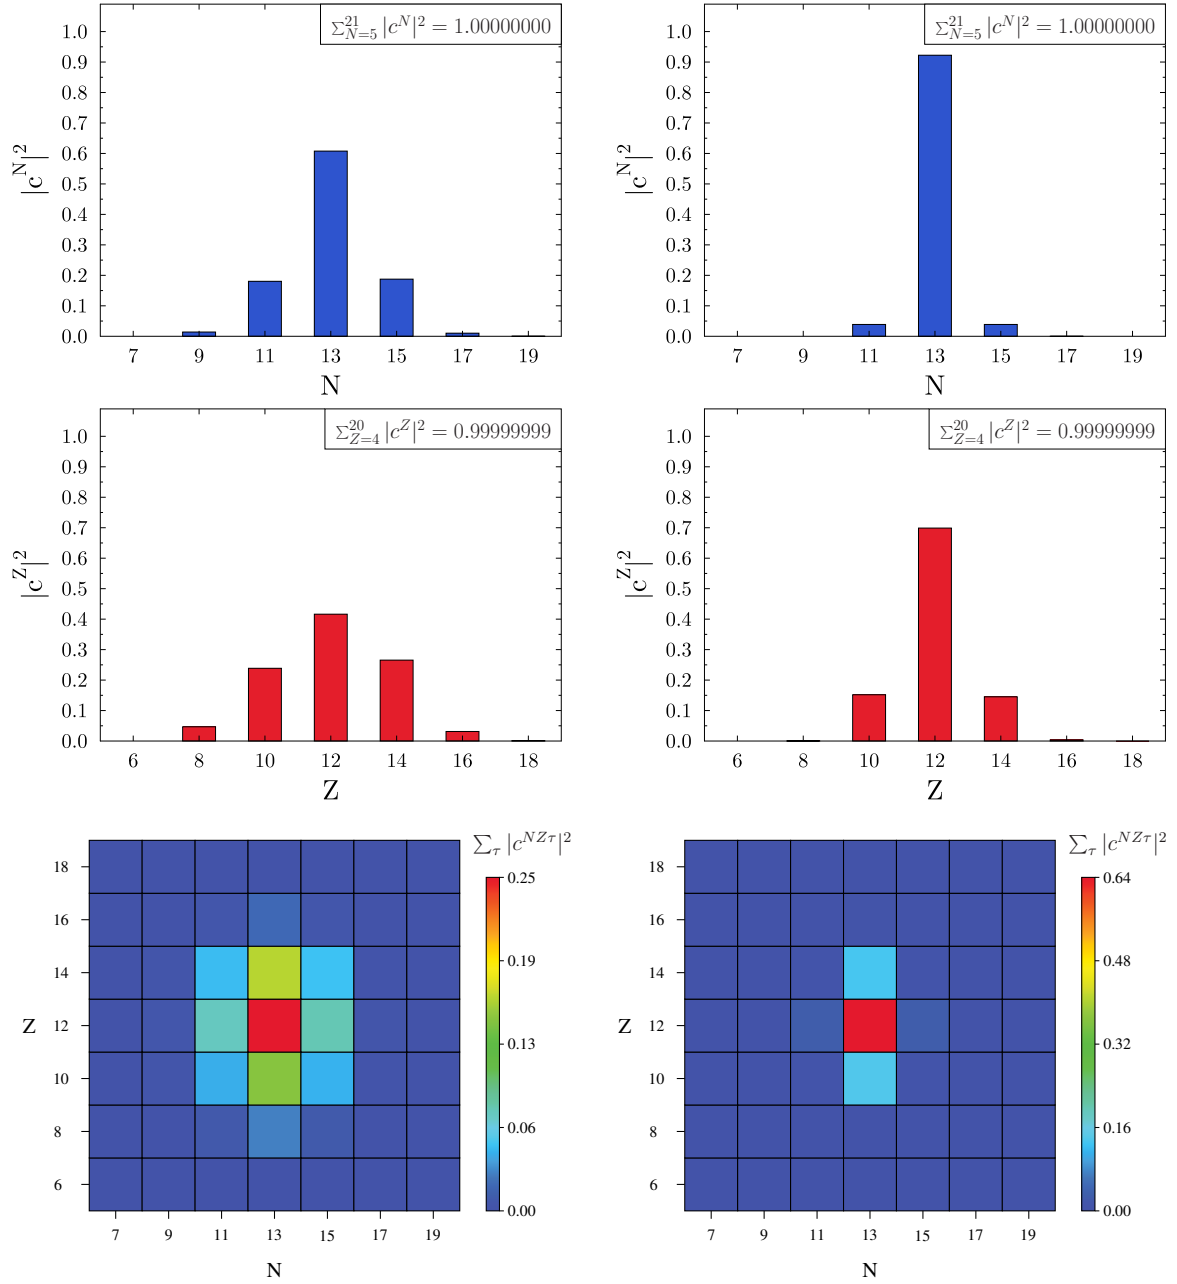 Σ_{N=5}^{21} |c^N|² = 1.00000000
1.0
0.9
0.8
0.7
0.6
0.5
0.4
0.3
0.2
0.1
0.0
|c^N|²
7 9 11 13 15 17 19
N
Σ_{N=5}^{21} |c^N|² = 1.00000000
1.0
0.9
0.8
0.7
0.6
0.5
0.4
0.3
0.2
0.1
0.0
|c^N|²
7 9 11 13 15 17 19
N
Σ_{Z=4}^{20} |c^Z|² = 0.99999999
1.0
0.9
0.8
0.7
0.6
0.5
0.4
0.3
0.2
0.1
0.0
|c^Z|²
6 8 10 12 14 16 18
Z
Σ_{Z=4}^{20} |c^Z|² = 0.99999999
1.0
0.9
0.8
0.7
0.6
0.5
0.4
0.3
0.2
0.1
0.0
|c^Z|²
6 8 10 12 14 16 18
Z
∑_τ |c^{NZτ}|²
18
16
14
12
10
8
6
Z
7 9 11 13 15 17 19
N
0.25
0.19
0.13
0.06
0.00
∑_τ |c^{NZτ}|²
18
16
14
12
10
8
6
Z
7 9 11 13 15 17 19
N
0.64
0.48
0.32
0.16
0.00